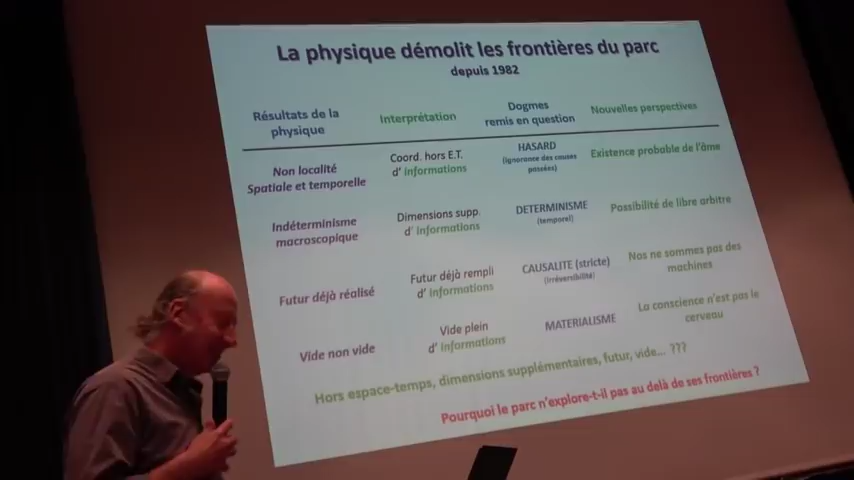 La physique démolit les frontières du parc
depuis 1982
Résultats de la
physique
Interprétation
Dogmes
remis en question
Nouvelles perspectives
Non localité
Spatiale et temporelle
Coord. hors E.T.
d' informations
HASARD
(ignorance des causes
passées)
Existence probable de l'âme
Indéterminisme
macroscopique
Dimensions supp.
d' informations
DETERMINISME
(temporel)
Possibilité de libre arbitre
Futur déjà réalisé
Futur déjà rempli
d' informations
CAUSALITE (stricte)
(irréversibilité)
Nos ne sommes pas des
machines
Vide non vide
Vide plein
d' informations
MATERIALISME
La conscience n'est pas le
cerveau
Hors espace-temps, dimensions supplémentaires, futur, vide... ???
Pourquoi le parc n'explore-t-il pas au delà de ses frontières ?